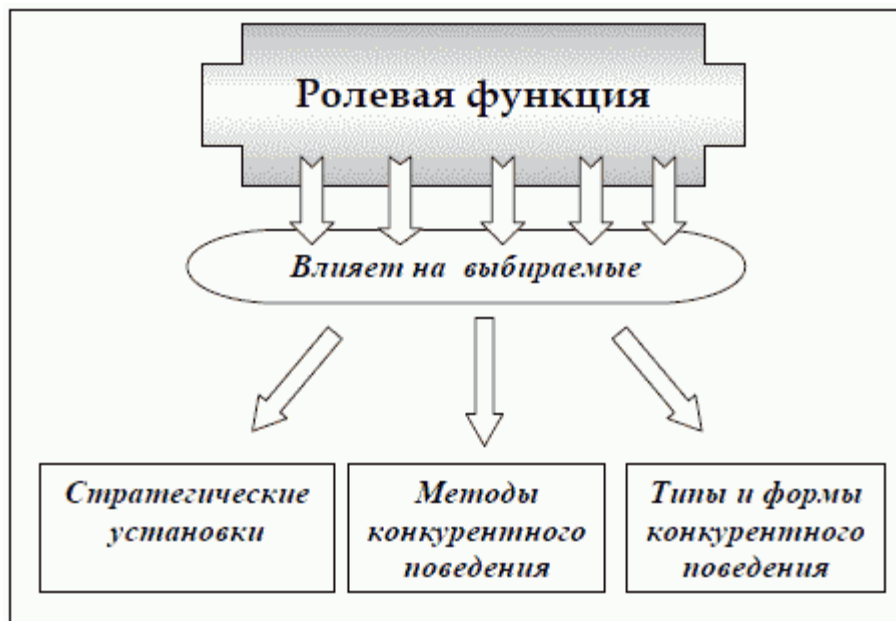 Ролевая функция
Влияет на выбираемые
Стратегические
установки
Методы
конкурентного
поведения
Типы и формы
конкурентного
поведения